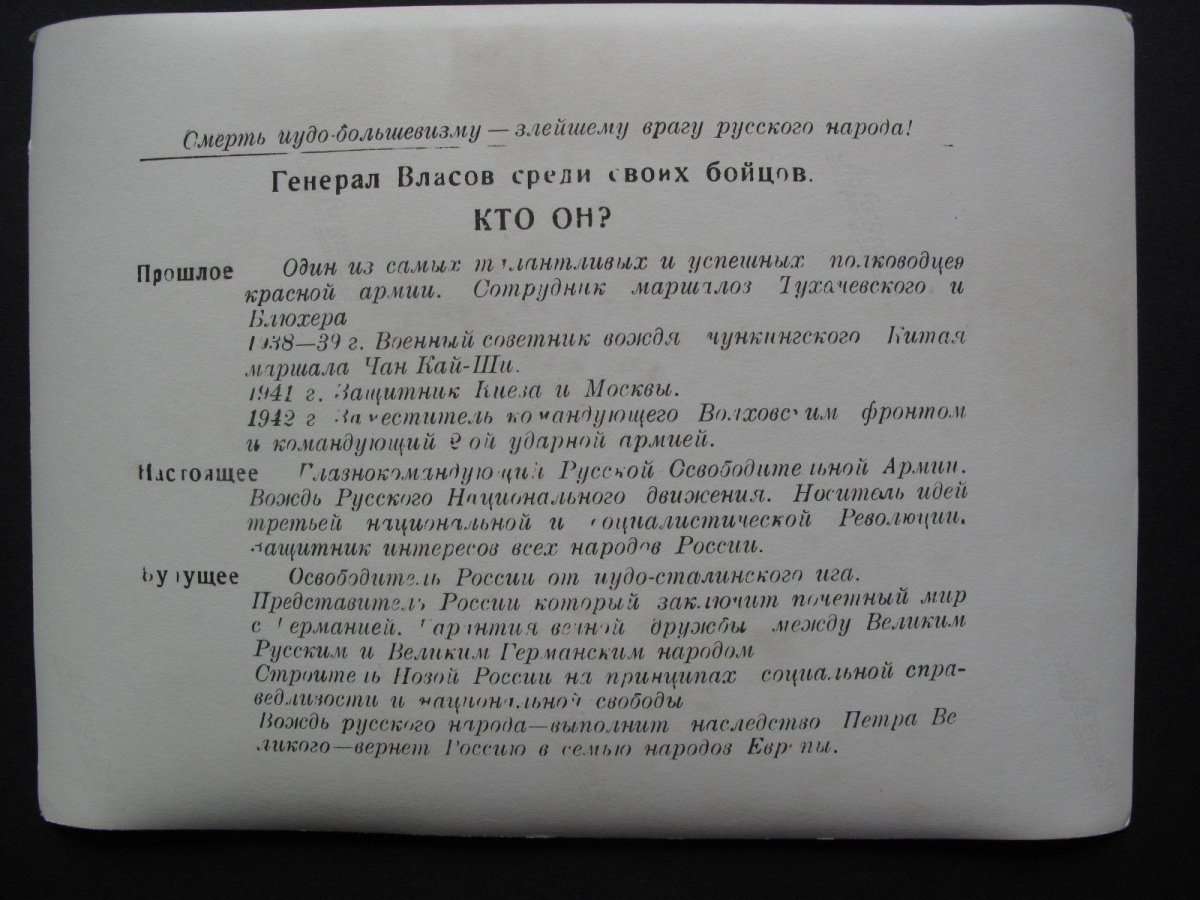 Смерть иудо-большевизму — злейшему врагу русского народа!
Генерал Власов среди своих бойцов.
КТО ОН?
Прошлое Один из самых талантливых и успешных полководцев
красной армии. Сотрудник маршалов Тухачевского и
Блюхера
1938—39 г. Военный советник вождя чункингского Китая
маршала Чан Кай-Ши.
1941 г. Защитник Киева и Москвы.
1942 г Заместитель командующего Волховским фронтом
и командующий 2 ой ударной армией.
Настоящее Главнокомандующий Русской Освободительной Армии.
Вождь Русского Национального движения. Носитель идей
третьей национальной и социалистической Революции.
Защитник интересов всех народов России.
Будущее Освободитель России от иудо-сталинского ига.
Представитель России который заключит почетный мир
с Германией. Гарантия вечной дружбы между Великим
Русским и Великим Германским народом
Строитель Новой России на принципах социальной спра-
ведливости и национальной свободы
Вождь русского народа—выполнит наследство Петра Ве
ликого—вернет Россию в семью народов Европы.